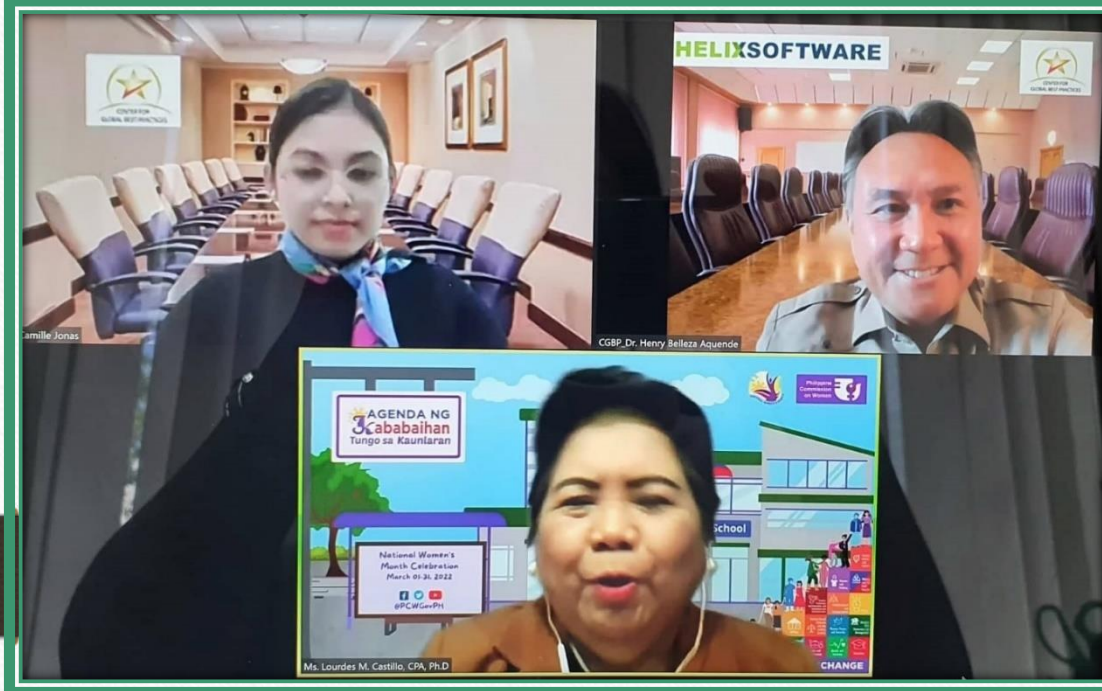 CENTER FOR
GLOBAL BEST PRACTICES
Camille Jonas
HELIXSOFTWARE
CENTER FOR
GLOBAL BEST PRACTICES
CGBP_Dr. Henry Belleza Aquende
AGENDA NG
Kababaihan
Tungo sa Kaunlaran
Philippine
Commission
on Women
School
National Women's
Month Celebration
March 01-31, 2022
@PCWGovPH
CHANGE
Ms. Lourdes M. Castillo, CPA, Ph.D